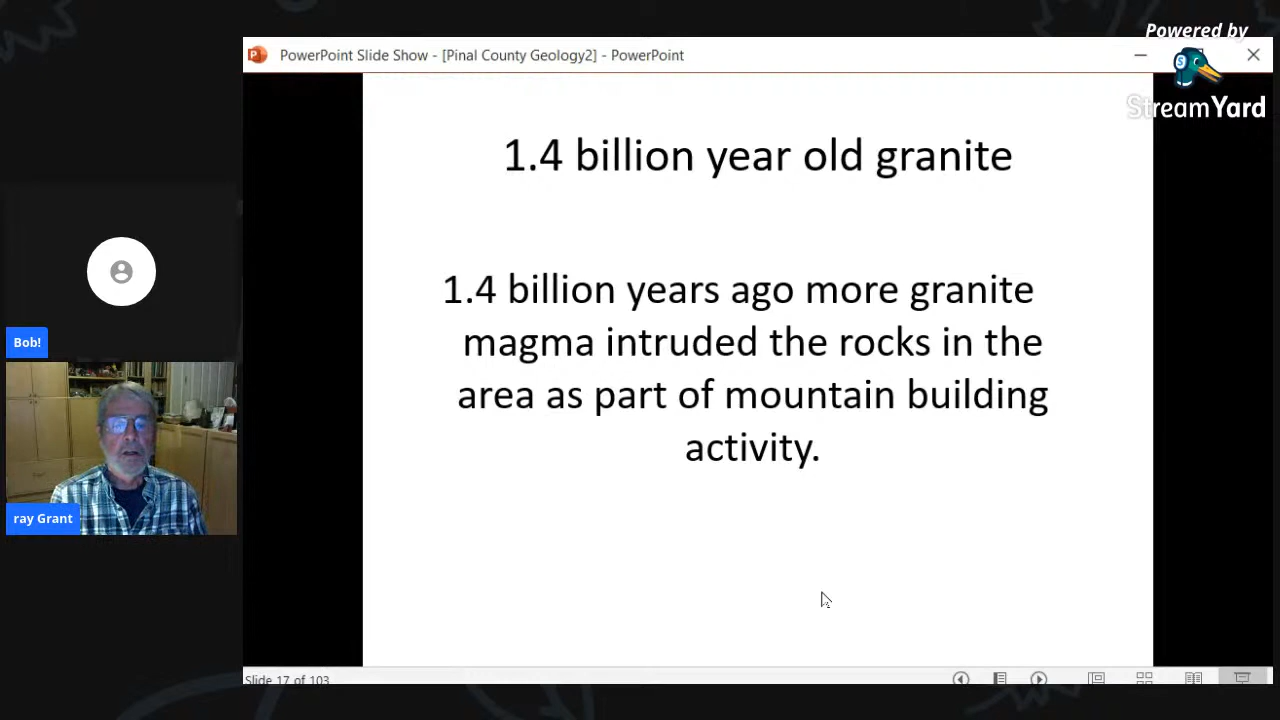 Powered by
StreamYard
PowerPoint Slide Show - [Pinal County Geology2] - PowerPoint
1.4 billion year old granite
1.4 billion years ago more granite
magma intruded the rocks in the
area as part of mountain building
activity.
Bob!
ray Grant
Slide 17 of 103